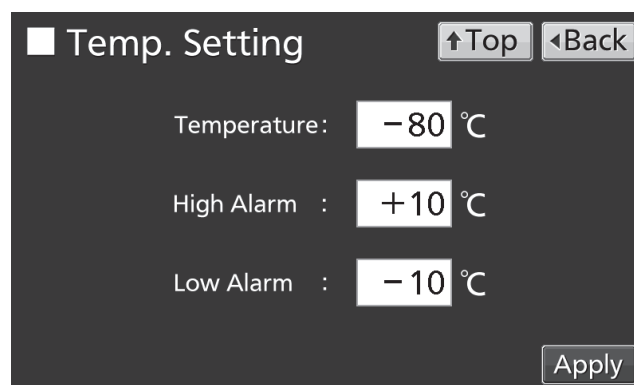 ■ Temp. Setting ↑Top ◂Back
Temperature: −80 ℃
High Alarm : +10 ℃
Low Alarm : −10 ℃
Apply